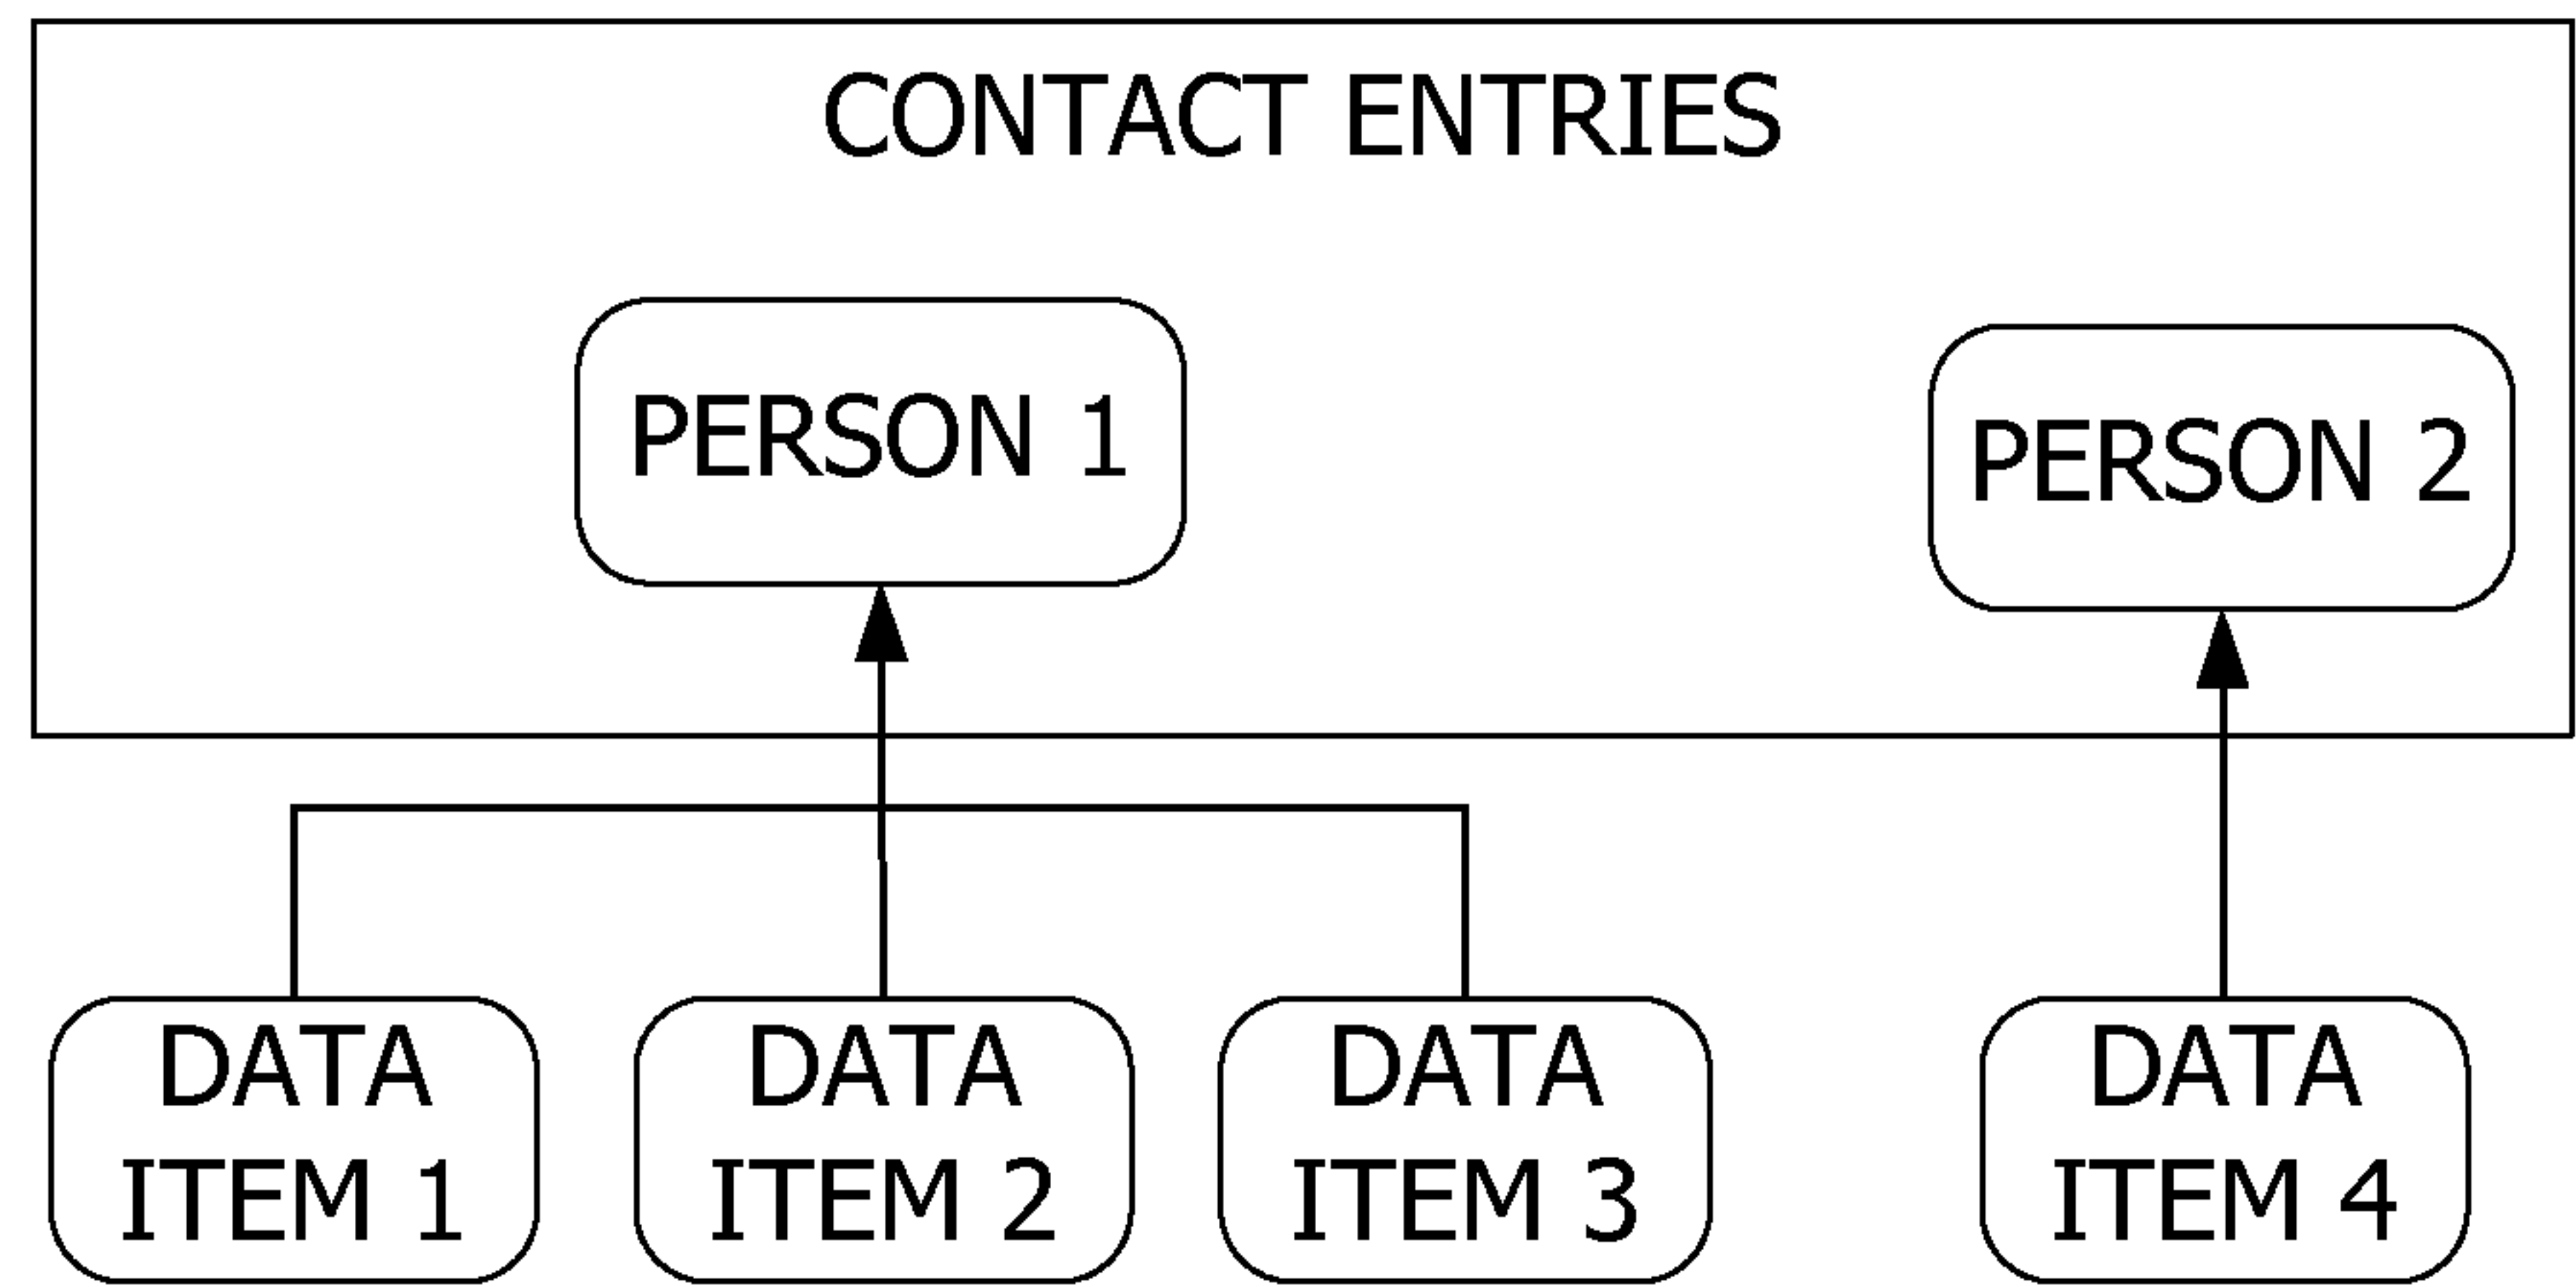 CONTACT ENTRIES
PERSON 1
PERSON 2
DATA
ITEM 1
DATA
ITEM 2
DATA
ITEM 3
DATA
ITEM 4